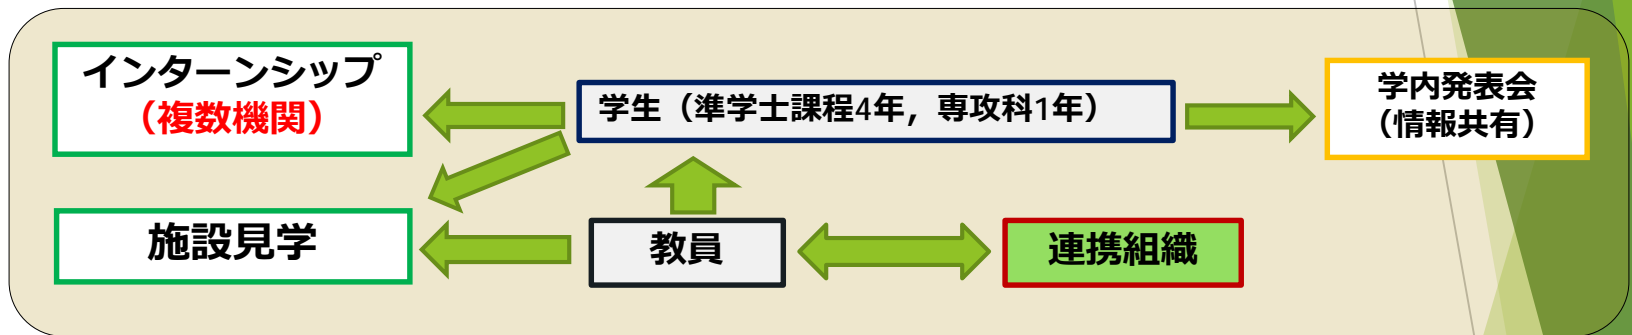 インターンシップ
（複数機関）
学生（準学士課程4年，専攻科1年）
学内発表会
（情報共有）
施設見学
教員
連携組織